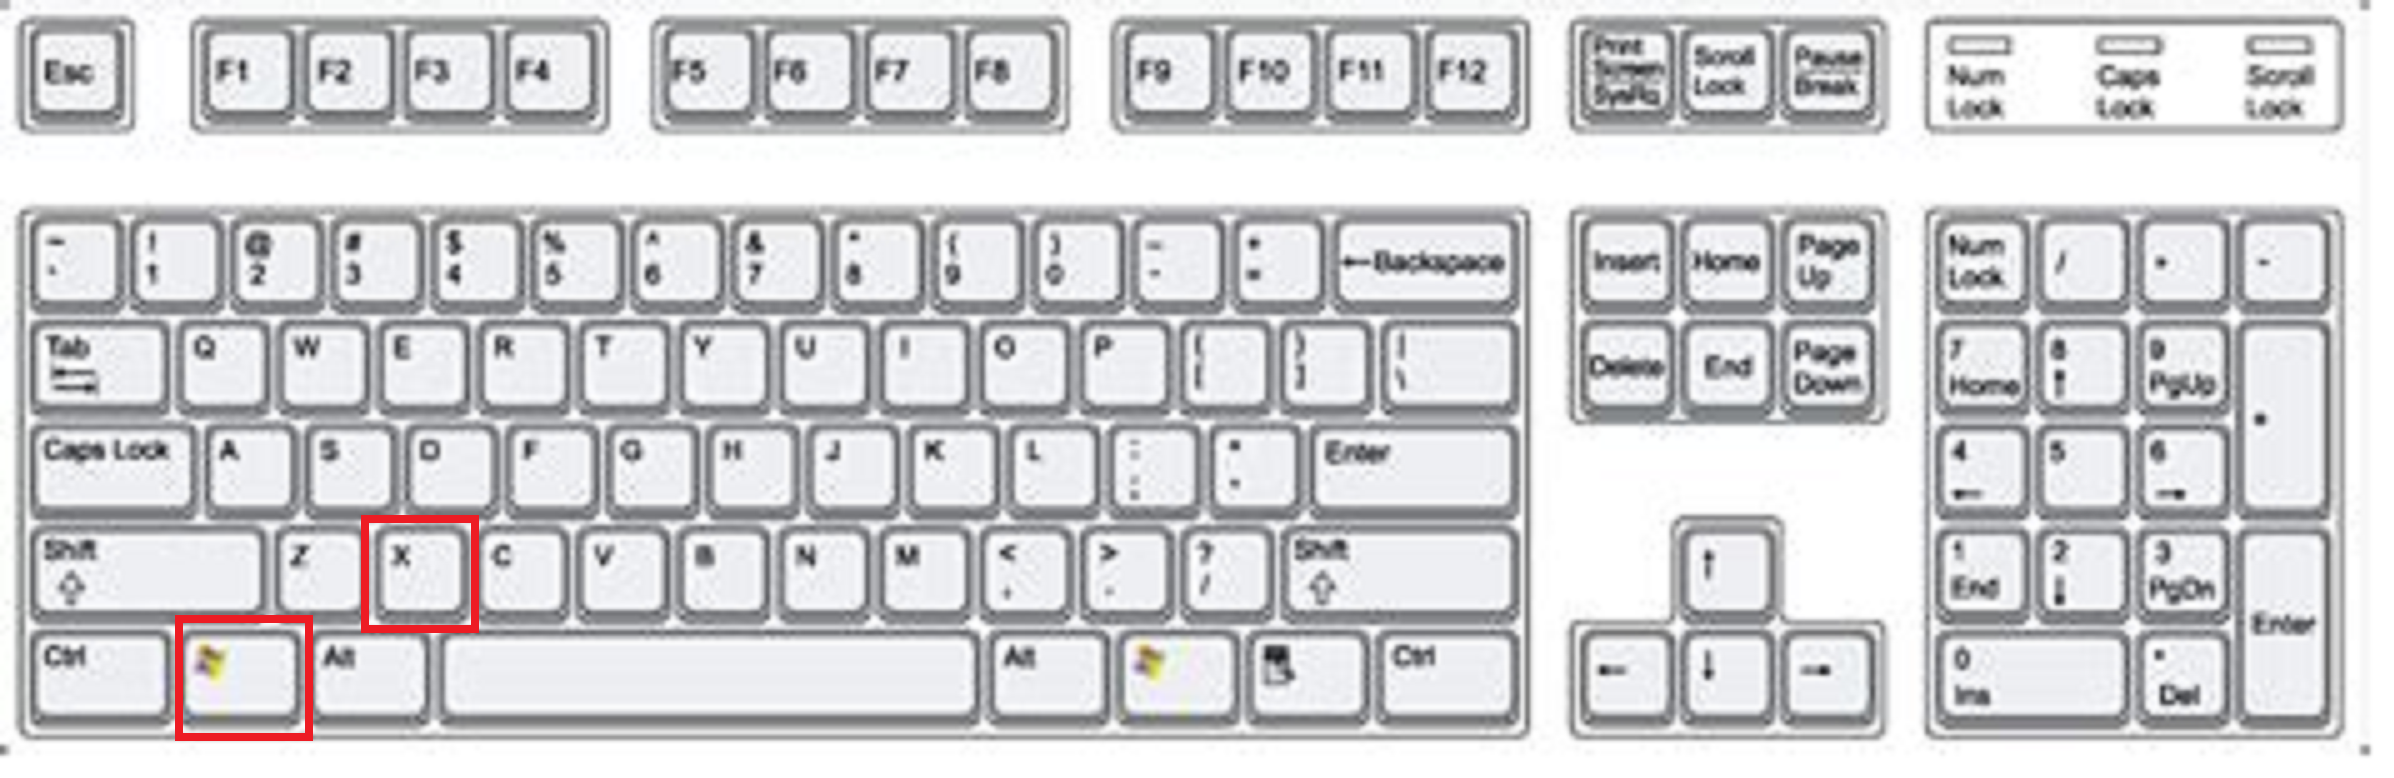 Esc F1 F2 F3 F4 F5 F6 F7 F8 F9 F10 F11 F12 Print Screen SysRq Scroll Lock Pause Break Num Lock Caps Lock Scroll Lock
! @ # $ % ^ & * ( ) – +
1 2 3 4 5 6 7 8 9 0 - = ←Backspace Insert Home Page Up Num Lock / * -
Tab Q W E R T Y U I O P { [ } ] | \ Delete End Page Down 7 Home 8 ↑ 9 PgUp
Caps Lock A S D F G H J K L : ; " Enter 4 ← 5 6 →
Shift ⇧ Z X C V B N M < , > . ? / Shift ⇧ ↑ 1 End 2 ↓ 3 PgDn Enter
Ctrl Alt Alt Ctrl ← ↓ → 0 Ins . Del